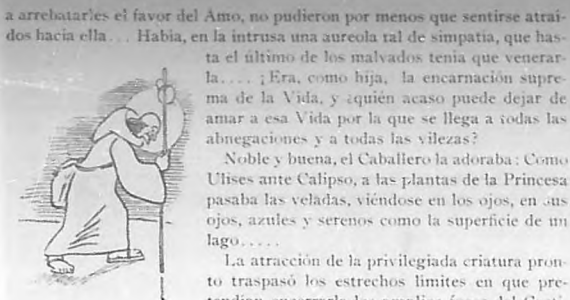 a arrebatarles el favor del Amo, no pudieron por menos que sentirse atraí-
dos hacia ella... Habia, en la intrusa una aureola tal de simpatia, que has-
ta el último de los malvados tenia que venerar-
la.... ¡Era, como hija, la encarnación supre-
ma de la Vida, y ¿quién acaso puede dejar de
amar a esa Vida por la que se llega a todas las
abnegaciones y a todas las vilezas?
Noble y buena, el Caballero la adoraba: Como
Ulises ante Calipso, a las plantas de la Princesa
pasaba las veladas, viéndose en los ojos, en sus
ojos, azules y serenos como la superficie de un
lago.....
La atracción de la privilegiada criatura pron-
to traspasó los estrechos limites en que pre-